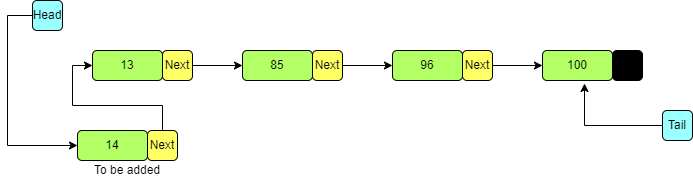 Head
13 Next 85 Next 96 Next 100
Tail
14 Next
To be added